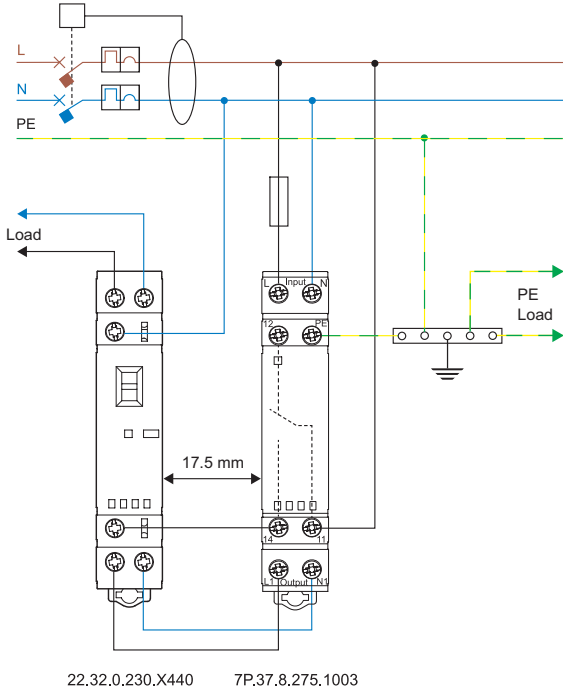 L
N
PE
Load
L Input N
12 PE
PE
Load
17.5 mm
14 11
L1 Output N1
22.32.0.230.X440 7P.37.8.275.1003